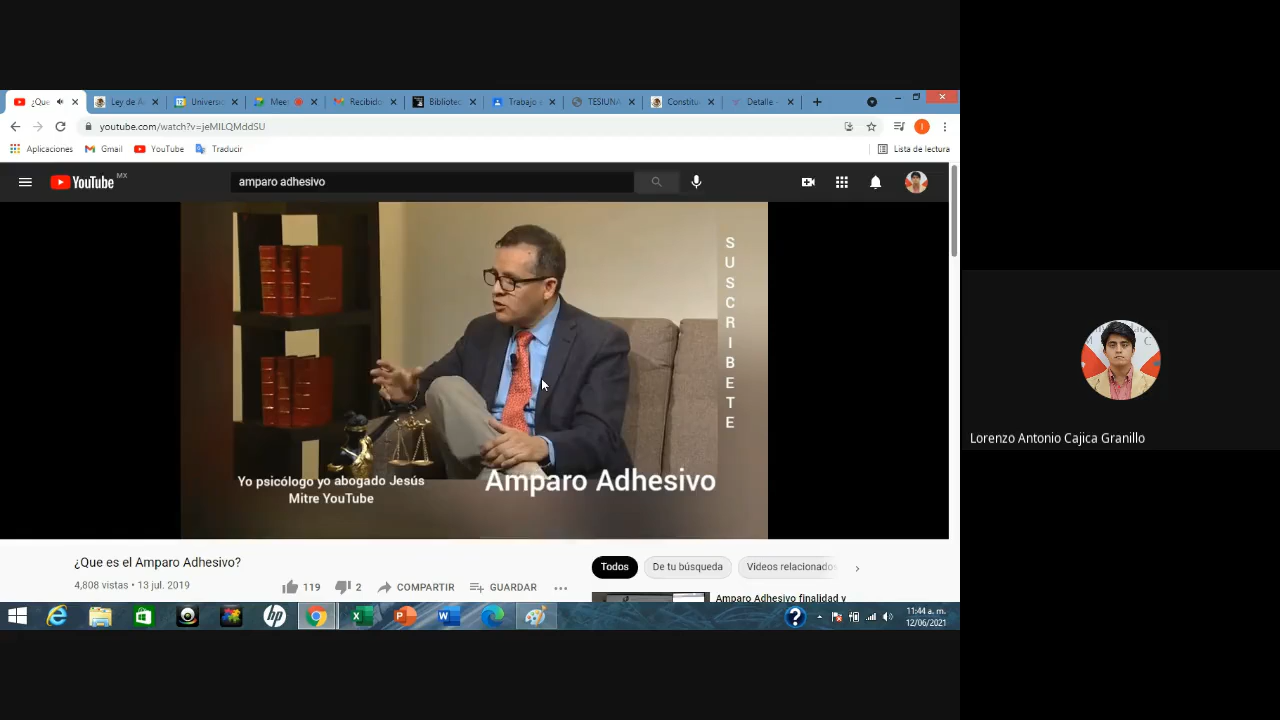 ¿Que
Ley de A
Universi
Meet
Recibido
Bibliotec
Trabajo e
TESIUNA
Constitu
Detalle -
youtube.com/watch?v=jeMILQMddSU
Aplicaciones
Gmail
YouTube
Traducir
Lista de lectura
YouTube MX
amparo adhesivo
SUSCRIBETE
Yo psicólogo yo abogado Jesús
Mitre YouTube
Amparo Adhesivo
Lorenzo Antonio Cajica Granillo
¿Que es el Amparo Adhesivo?
4,808 vistas • 13 jul. 2019
119
2
COMPARTIR
GUARDAR
Todos
De tu búsqueda
Videos relacionados
Amparo Adhesivo finalidad y
11:44 a. m.
12/06/2021